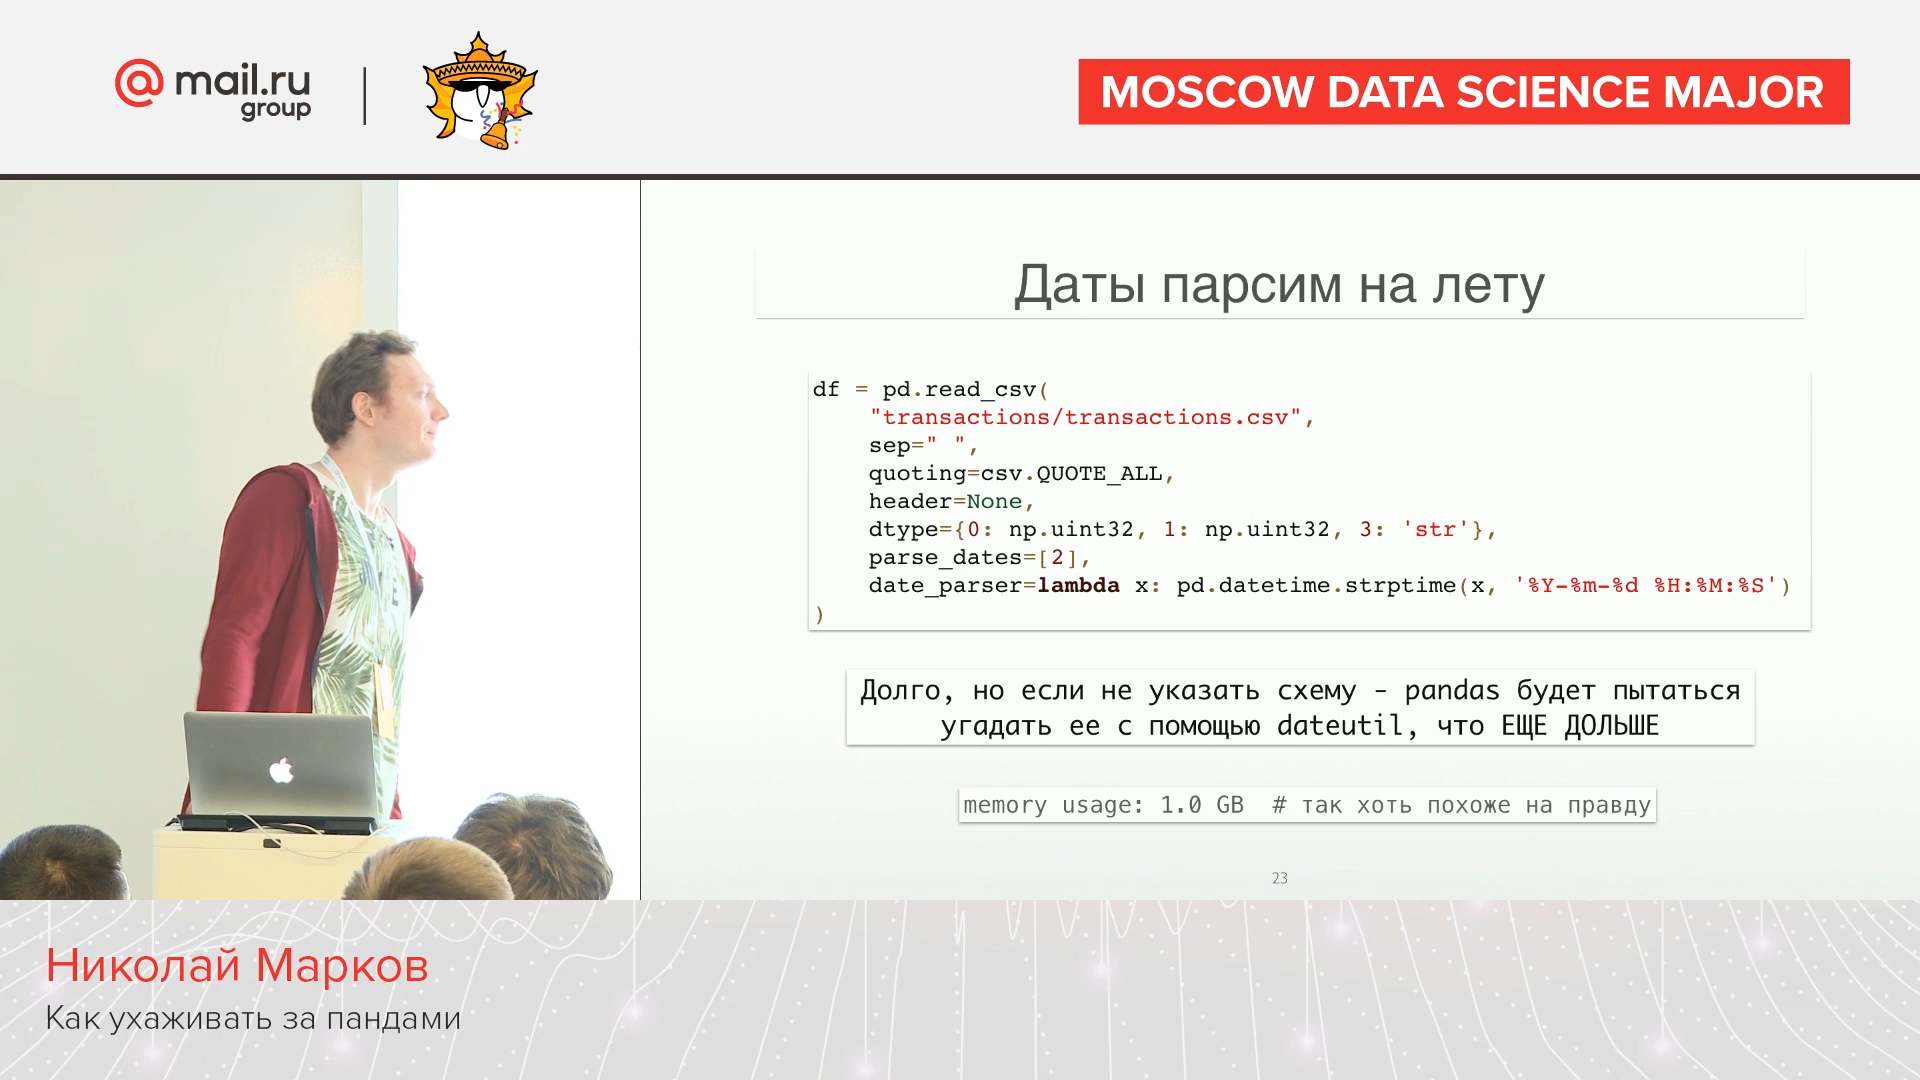 @mail.ru
group
MOSCOW DATA SCIENCE MAJOR
Даты парсим на лету
df = pd.read_csv(
    "transactions/transactions.csv",
    sep=" ",
    quoting=csv.QUOTE_ALL,
    header=None,
    dtype={0: np.uint32, 1: np.uint32, 3: 'str'},
    parse_dates=[2],
    date_parser=lambda x: pd.datetime.strptime(x, '%Y-%m-%d %H:%M:%S')
)
Долго, но если не указать схему - pandas будет пытаться
угадать ее с помощью dateutil, что ЕЩЕ ДОЛЬШЕ
memory usage: 1.0 GB  # так хоть похоже на правду
23
Николай Марков
Как ухаживать за пандами